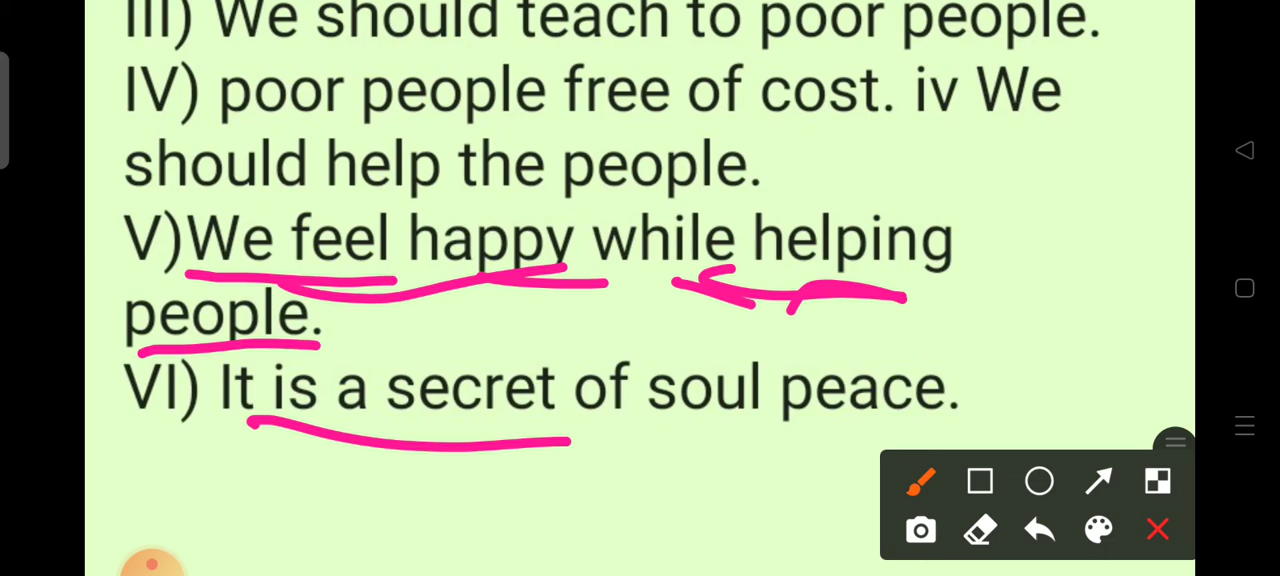 III) We should teach to poor people.
IV) poor people free of cost. iv We
should help the people.
V)We feel happy while helping
people.
VI) It is a secret of soul peace.